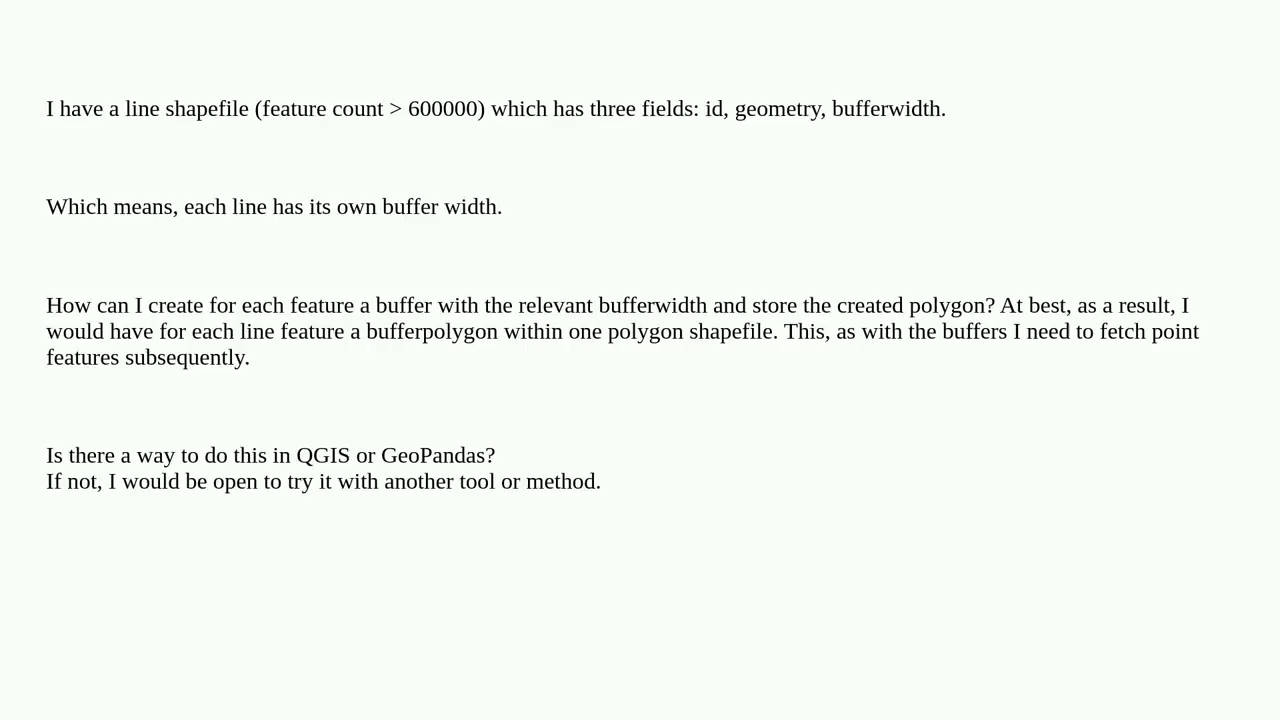 I have a line shapefile (feature count > 600000) which has three fields: id, geometry, bufferwidth.
Which means, each line has its own buffer width.
How can I create for each feature a buffer with the relevant bufferwidth and store the created polygon? At best, as a result, I
would have for each line feature a bufferpolygon within one polygon shapefile. This, as with the buffers I need to fetch point
features subsequently.
Is there a way to do this in QGIS or GeoPandas?
If not, I would be open to try it with another tool or method.